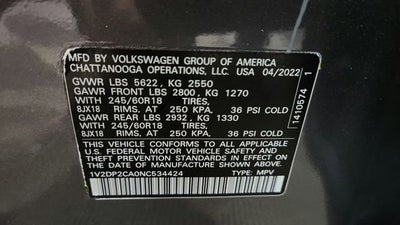 MFD BY VOLKSWAGEN GROUP OF AMERICA
CHATTANOOGA OPERATIONS, LLC. USA 04/2022
GVWR LBS 5622, KG 2550
GAWR FRONT LBS 2800, KG 1270
WITH 245/60R18 TIRES,
8JX18 RIMS, AT 250 KPA, 36 PSI COLD
GAWR REAR LBS 2932, KG 1330
WITH 245/60R18 TIRES,
8JX18 RIMS, AT 250 KPA, 36 PSI COLD
THIS VEHICLE CONFORMS TO ALL APPLICABLE
U.S. FEDERAL MOTOR VEHICLE SAFETY AND
THEFT PREVENTION STANDARDS IN EFFECT ON THE
DATE OF MANUFACTURE SHOWN ABOVE.
1V2DP2CA0NC534424 TYPE: MPV
1410574 1